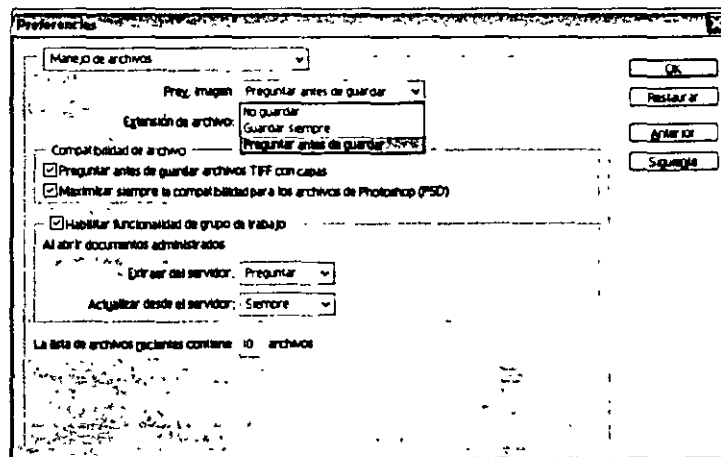 Preferencias
Manejo de archivos
OK
Prev. imagen: Preguntar antes de guardar
Restaurar
No guardar
Extensión de archivo:
Guardar siempre
Anterior
Preguntar antes de guardar
Compatibilidad de archivo
Siguiente
Preguntar antes de guardar archivos TIFF con capas
Maximizar siempre la compatibilidad para los archivos de Photoshop (PSD)
Habilitar funcionalidad de grupo de trabajo
Al abrir documentos administrados
Extraer del servidor: Preguntar
Actualizar desde el servidor: Siempre
La lista de archivos recientes contiene 10 archivos